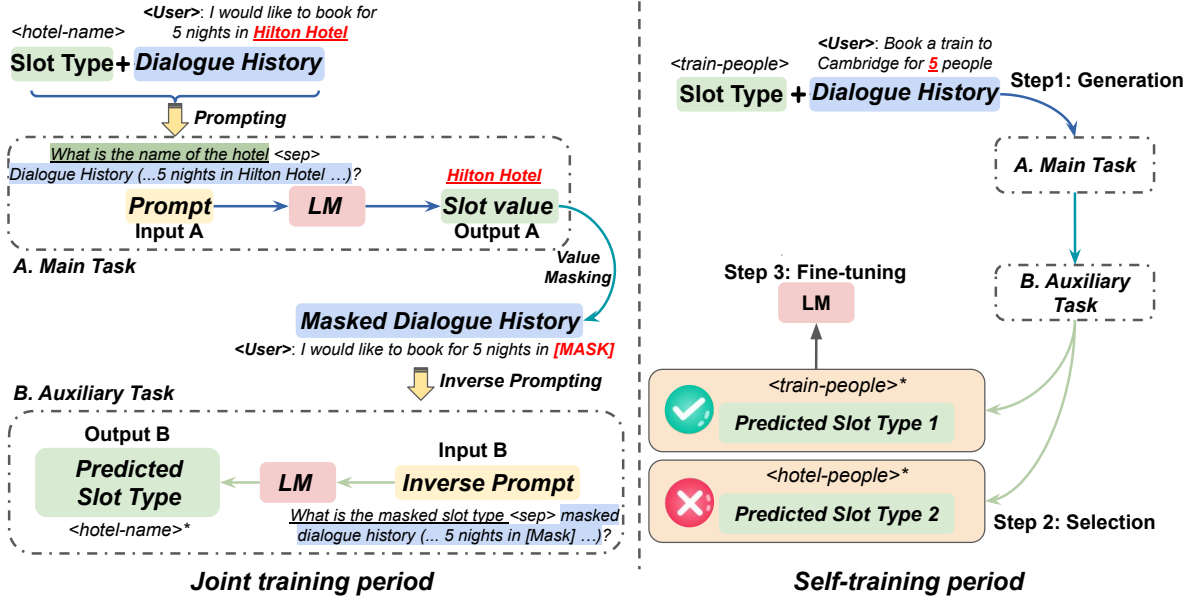 <User>: I would like to book for
5 nights in Hilton Hotel
<hotel-name>
Slot Type + Dialogue History
Prompting
What is the name of the hotel <sep>
Dialogue History (...5 nights in Hilton Hotel ...)?
Hilton Hotel
Prompt
LM
Slot value
Input A
Output A
A. Main Task
Value
Masking
Masked Dialogue History
<User>: I would like to book for 5 nights in [MASK]
Inverse Prompting
B. Auxiliary Task
Output B
Predicted
Slot Type
<hotel-name>*
LM
Input B
Inverse Prompt
What is the masked slot type <sep> masked
dialogue history (... 5 nights in [Mask] ...)?
Joint training period
<User>: Book a train to
Cambridge for 5 people
<train-people>
Slot Type + Dialogue History
Step1: Generation
A. Main Task
B. Auxiliary
Task
Step 3: Fine-tuning
LM
<train-people>*
Predicted Slot Type 1
<hotel-people>*
Predicted Slot Type 2
Step 2: Selection
Self-training period